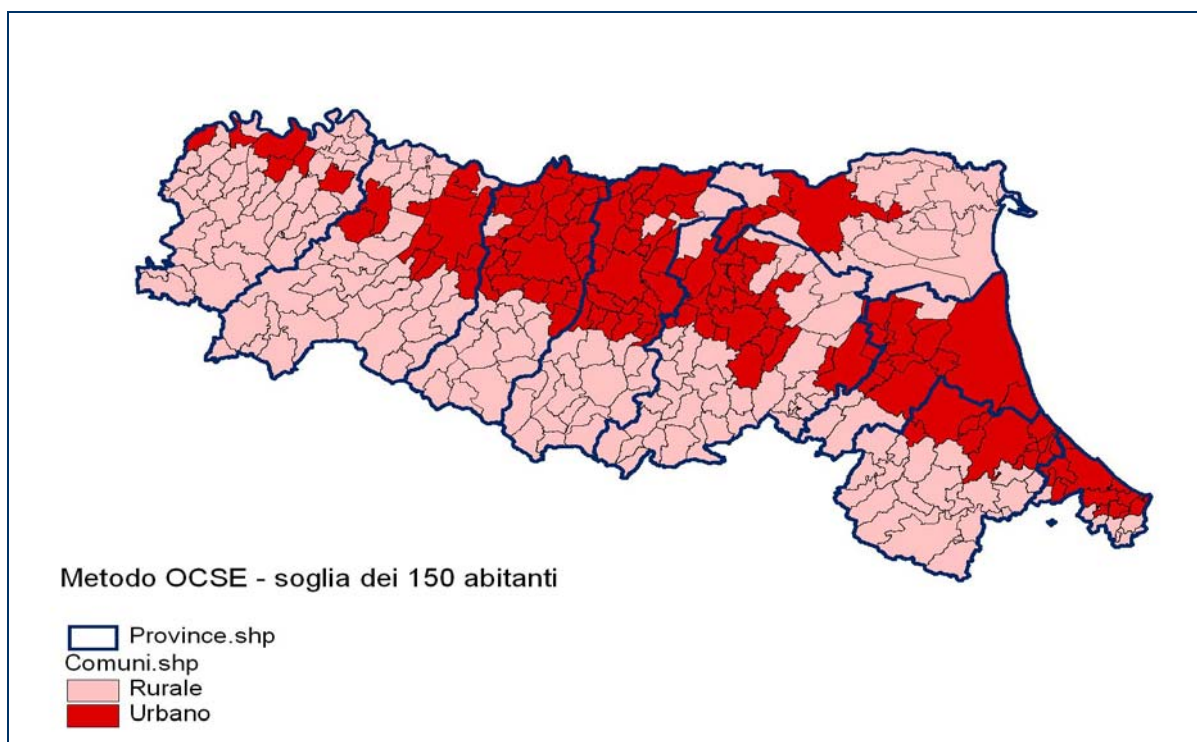 Metodo OCSE - soglia dei 150 abitanti
Province.shp
Comuni.shp
Rurale
Urbano